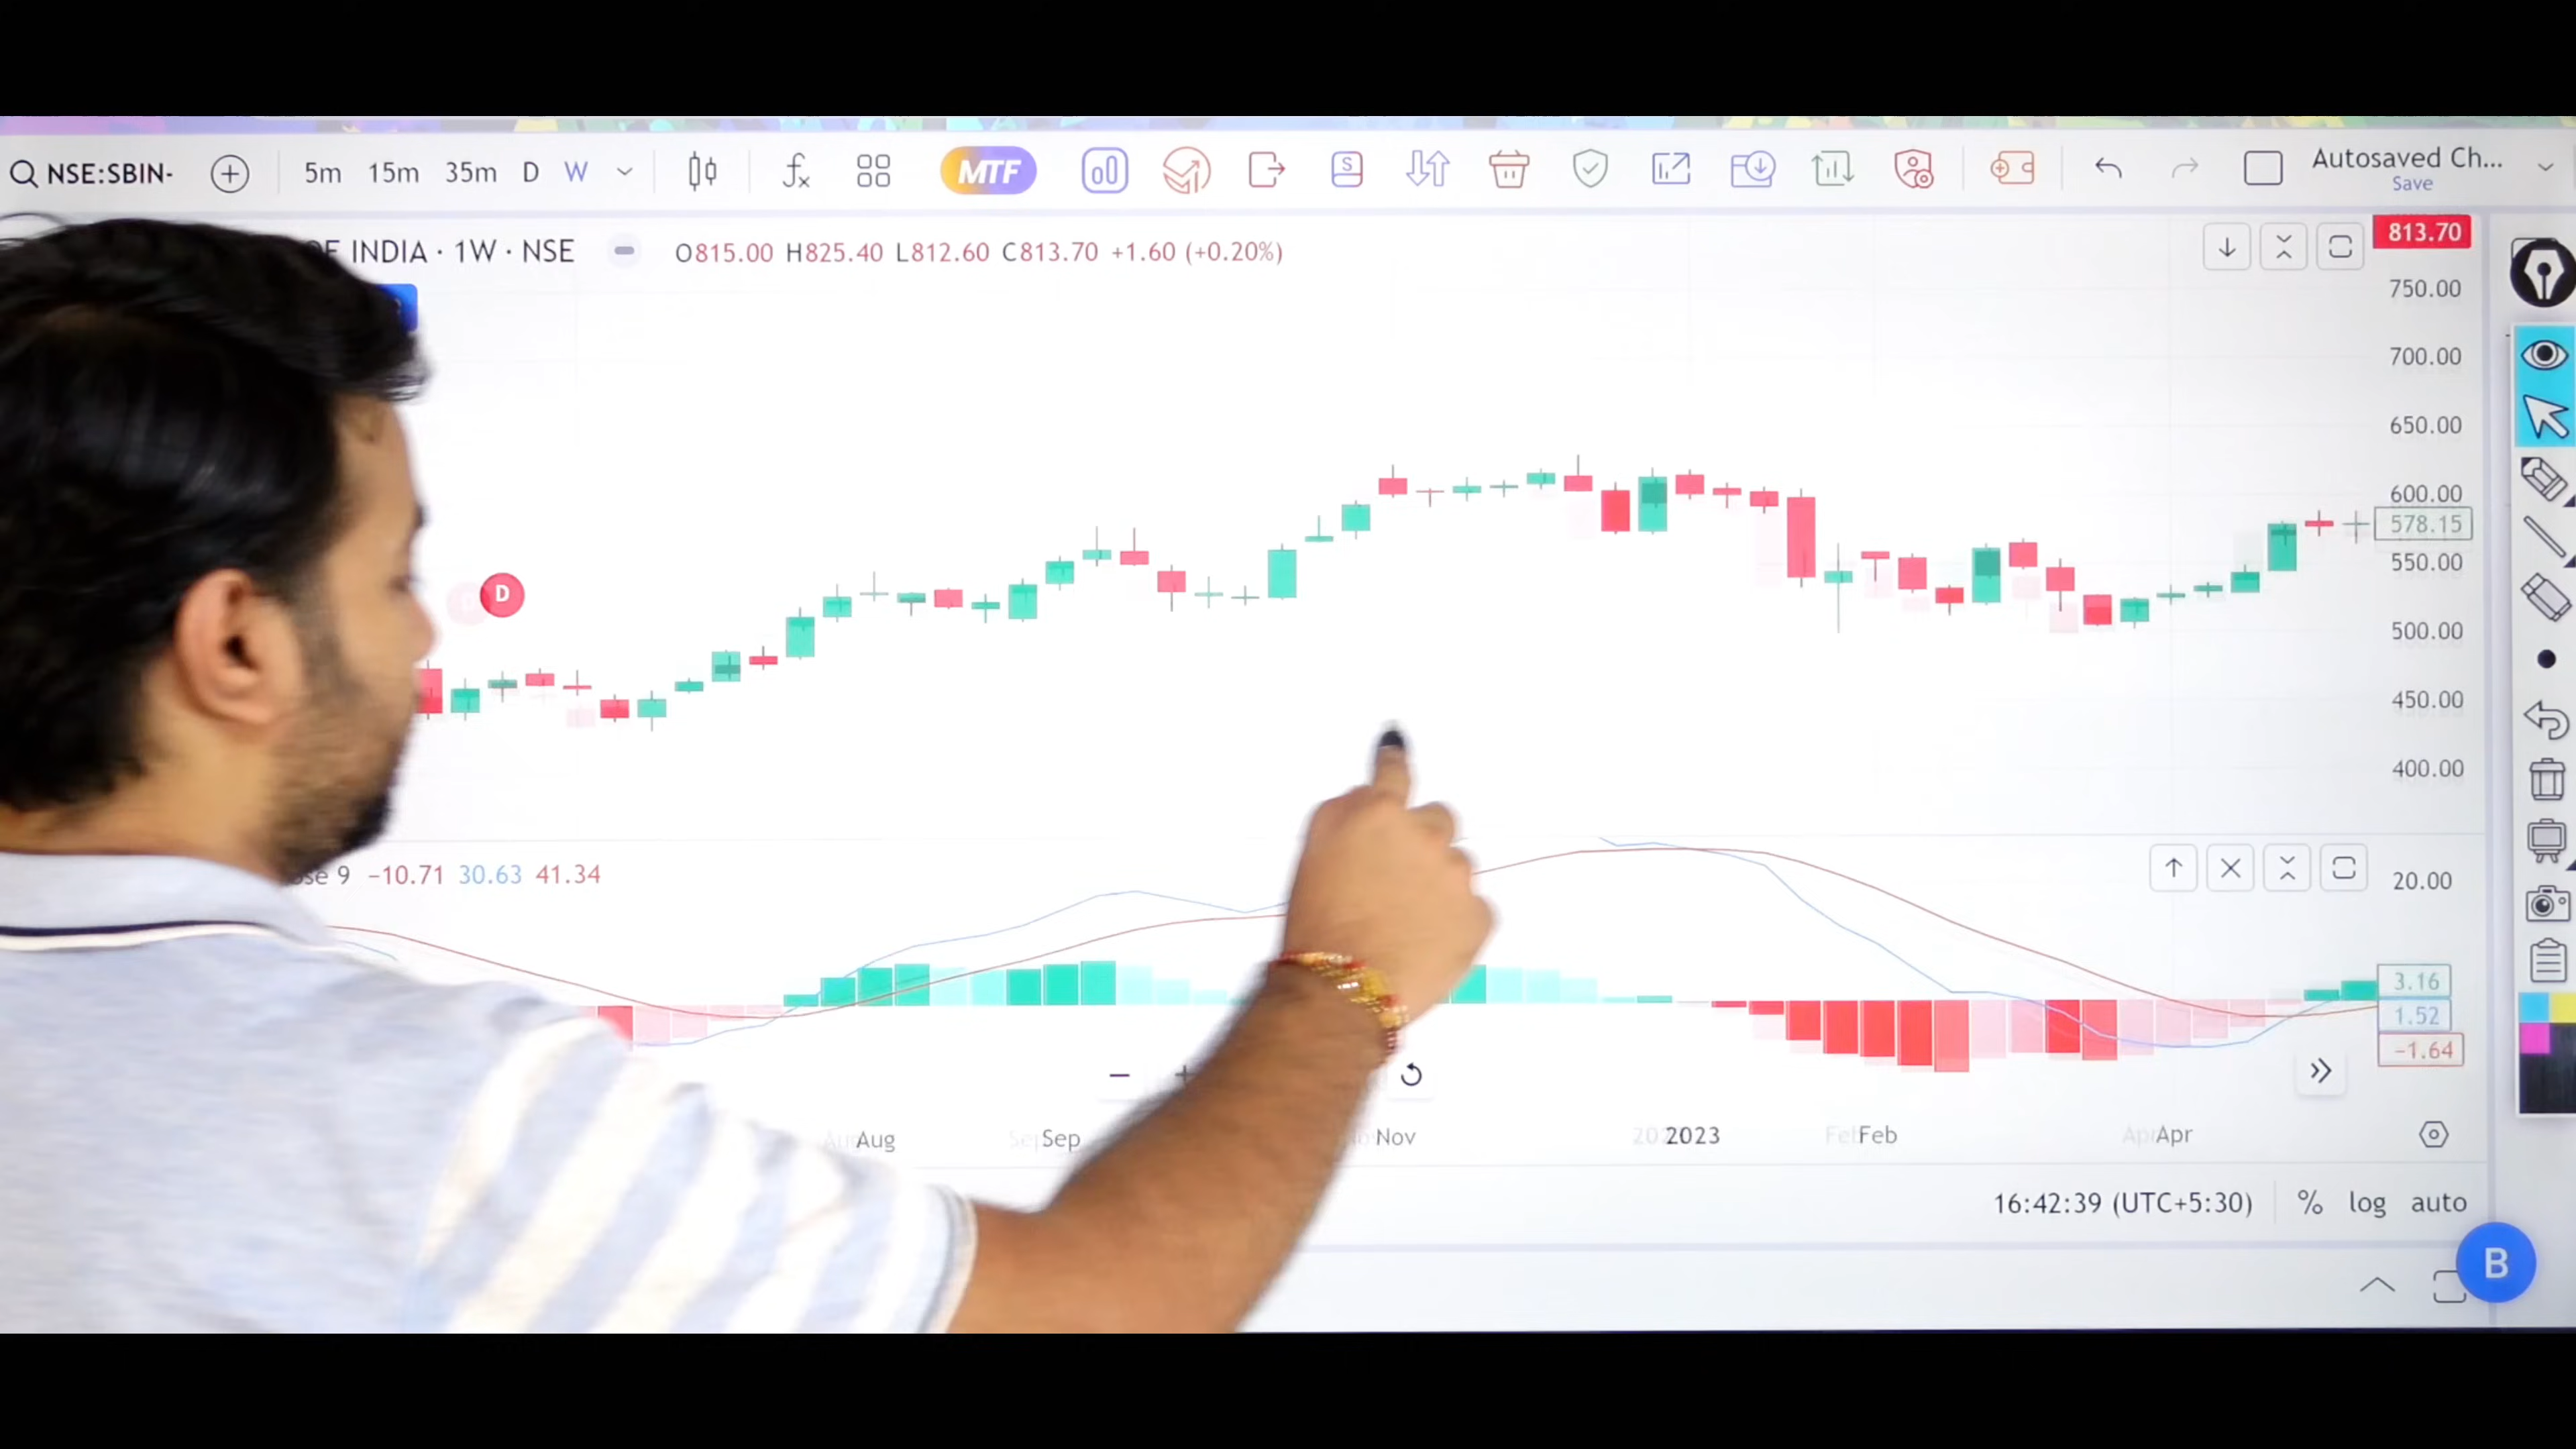 NSE:SBIN- 5m 15m 35m D W MTF Autosaved Ch...
Save
INDIA · 1W · NSE O815.00 H825.40 L812.60 C813.70 +1.60 (+0.20%)
813.70
750.00
700.00
650.00
600.00
578.15
550.00
D
500.00
450.00
400.00
9 −10.71 30.63 41.34
20.00
3.16
1.52
−1.64
Aug Sep Nov 2023 Feb Apr
16:42:39 (UTC+5:30) % log auto
B